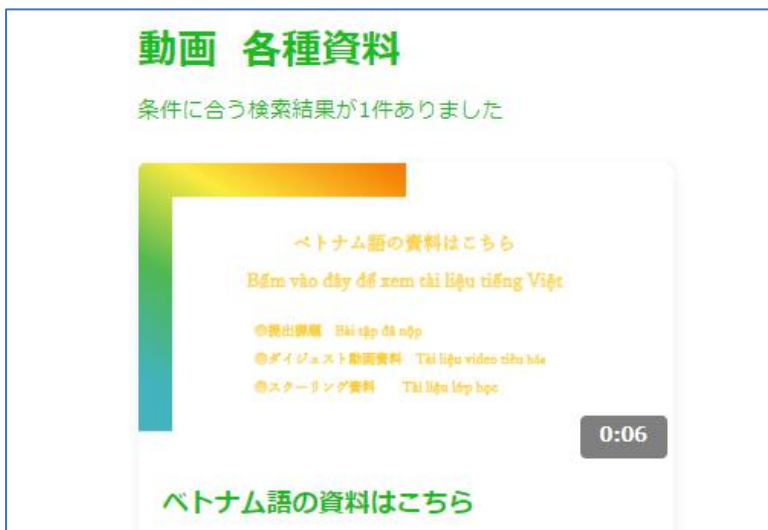 動画 各種資料
条件に合う検索結果が1件ありました
ベトナム語の資料はこちら
Bấm vào đây để xem tài liệu tiếng Việt
◎提出課題 Bài tập đã nộp
◎ダイジェスト動画資料 Tài liệu video tiêu hóa
◎スクーリング資料 Tài liệu lớp học
0:06
ベトナム語の資料はこちら